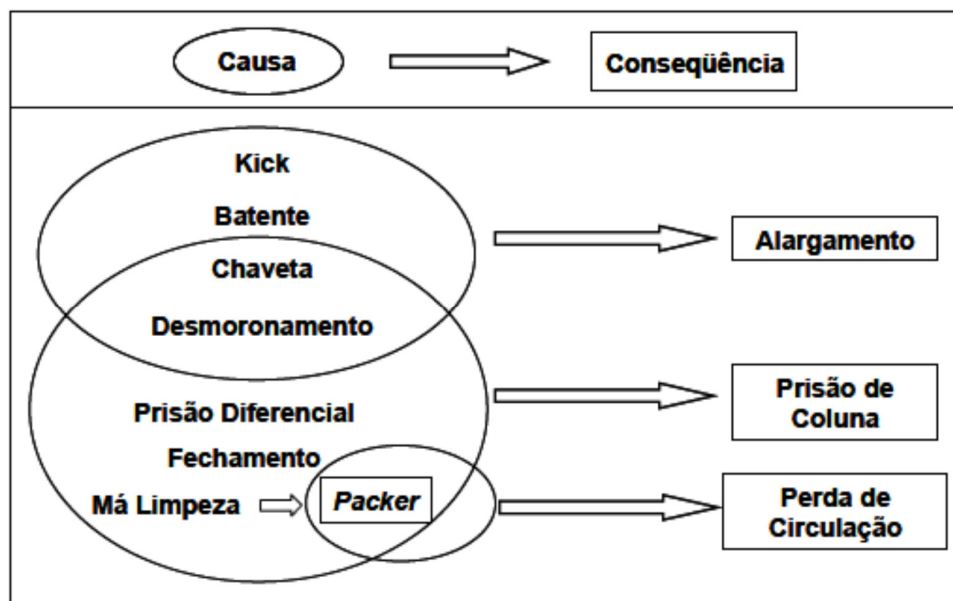 Causa
Conseqüência
Kick
Batente
Chaveta
Desmoronamento
Alargamento
Prisão Diferencial
Fechamento
Má Limpeza
Packer
Prisão de
Coluna
Perda de
Circulação